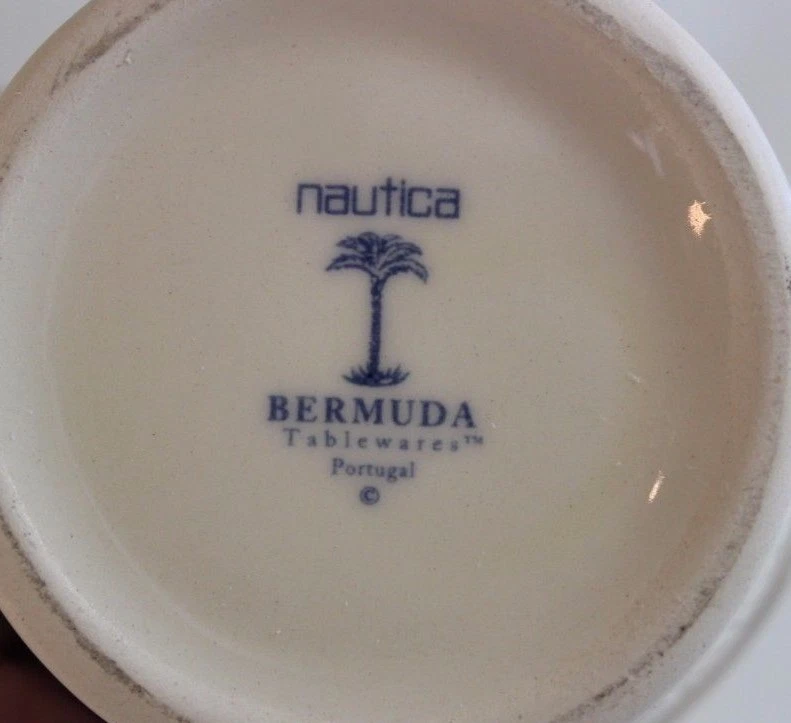 nautica
BERMUDA
Tablewares™
Portugal
©